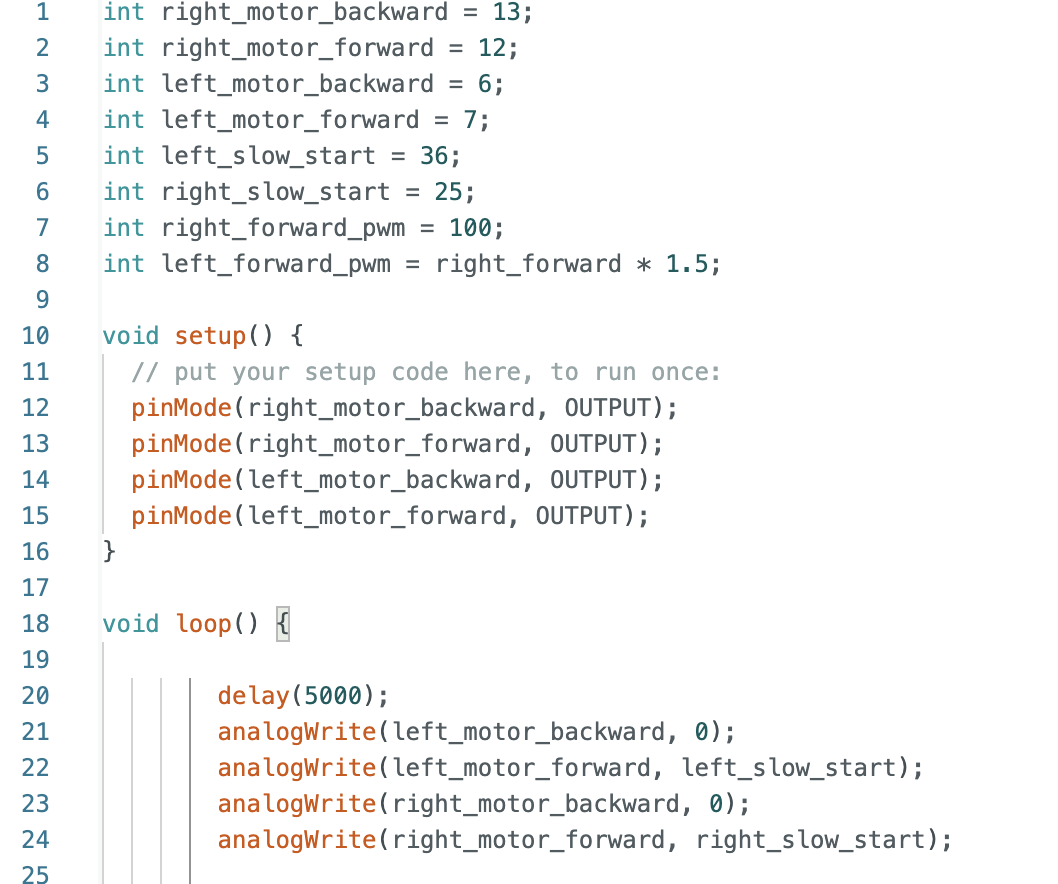 1 int right_motor_backward = 13;
2 int right_motor_forward = 12;
3 int left_motor_backward = 6;
4 int left_motor_forward = 7;
5 int left_slow_start = 36;
6 int right_slow_start = 25;
7 int right_forward_pwm = 100;
8 int left_forward_pwm = right_forward * 1.5;
9
10 void setup() {
11 // put your setup code here, to run once:
12 pinMode(right_motor_backward, OUTPUT);
13 pinMode(right_motor_forward, OUTPUT);
14 pinMode(left_motor_backward, OUTPUT);
15 pinMode(left_motor_forward, OUTPUT);
16 }
17
18 void loop() {
19
20 delay(5000);
21 analogWrite(left_motor_backward, 0);
22 analogWrite(left_motor_forward, left_slow_start);
23 analogWrite(right_motor_backward, 0);
24 analogWrite(right_motor_forward, right_slow_start);
25